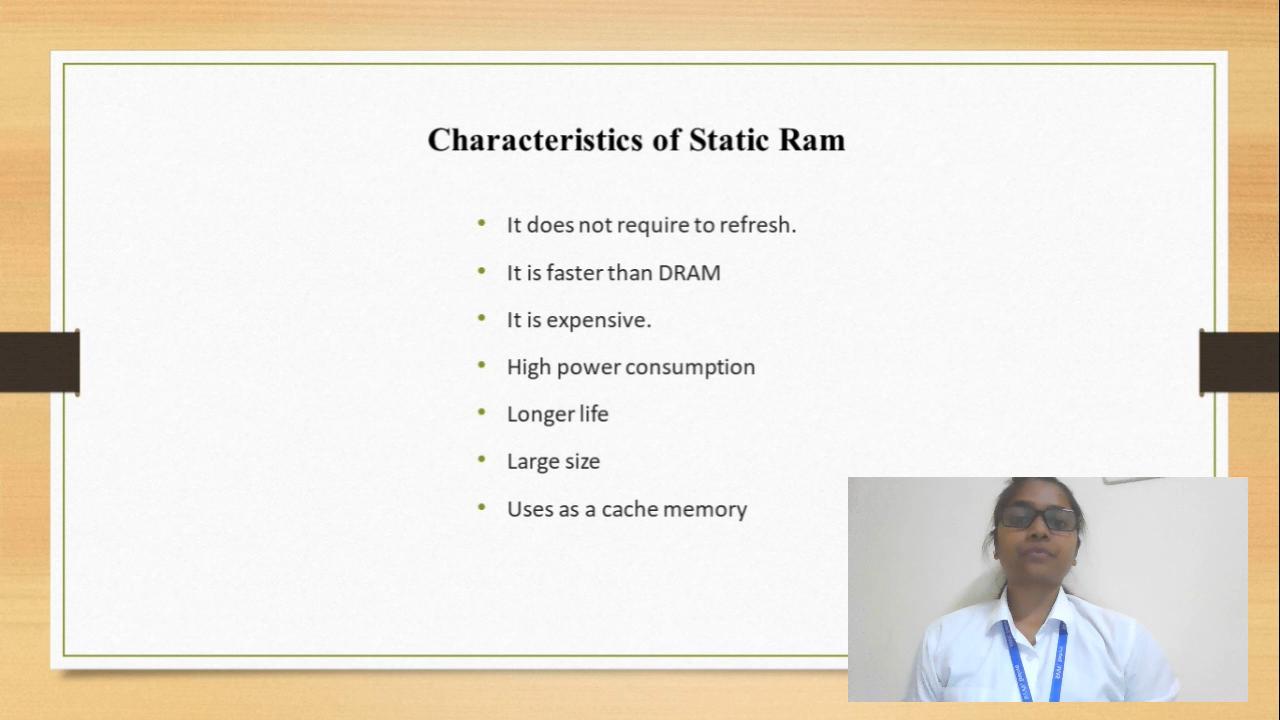 Characteristics of Static Ram
• It does not require to refresh.
• It is faster than DRAM
• It is expensive.
• High power consumption
• Longer life
• Large size
• Uses as a cache memory